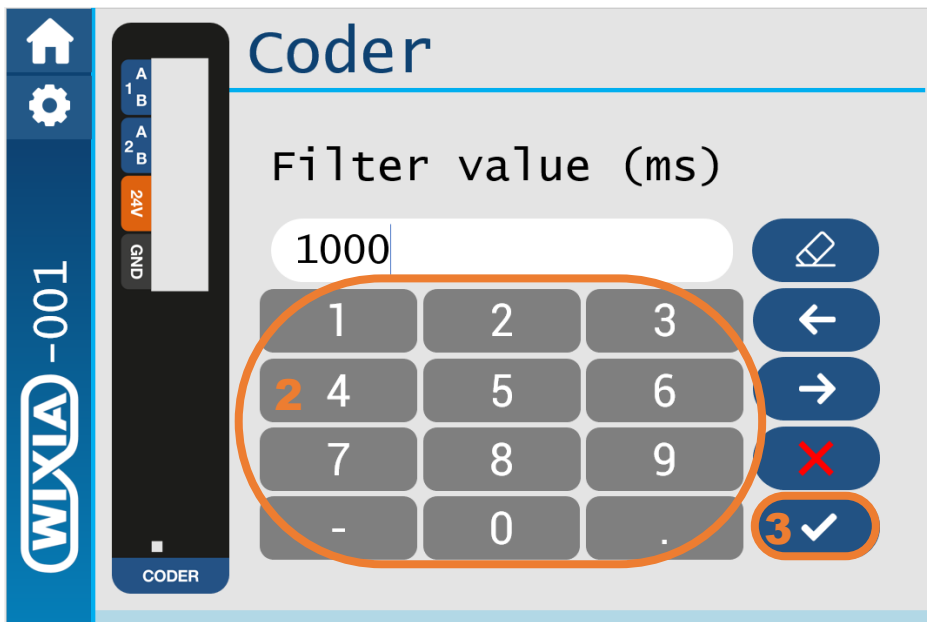 WIXIA-001
A
1
B
A
2
B
24V
GND
CODER
Coder
Filter value (ms)
1000
1 2 3
2 4 5 6
7 8 9
- 0 .
3